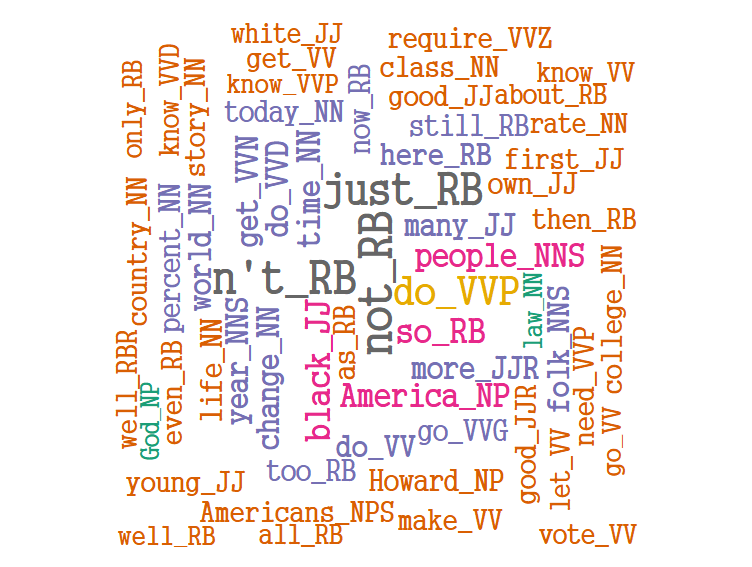 white_JJ
require_VVZ
get_VV
class_NN
know_VV
know_VVP
good_JJ
about_RB
only_RB
know_VVD
story_NN
now_RB
today_NN
still_RB
rate_NN
get_VVN
do_VVD
time_NN
here_RB
first_JJ
just_RB
own_JJ
country_NN
percent_NN
world_NN
many_JJ
then_RB
n't_RB
not_RB
people_NNS
do_VVP
law_NN
folk_NNS
college_NN
well_RBR
God_NP
even_RB
life_NN
year_NNS
change_NN
black_JJ
as_RB
so_RB
more_JJR
need_VVP
America_NP
go_VVG
good_JJR
let_VV
go_VV
do_VV
too_RB
young_JJ
Howard_NP
Americans_NPS
make_VV
well_RB
all_RB
vote_VV